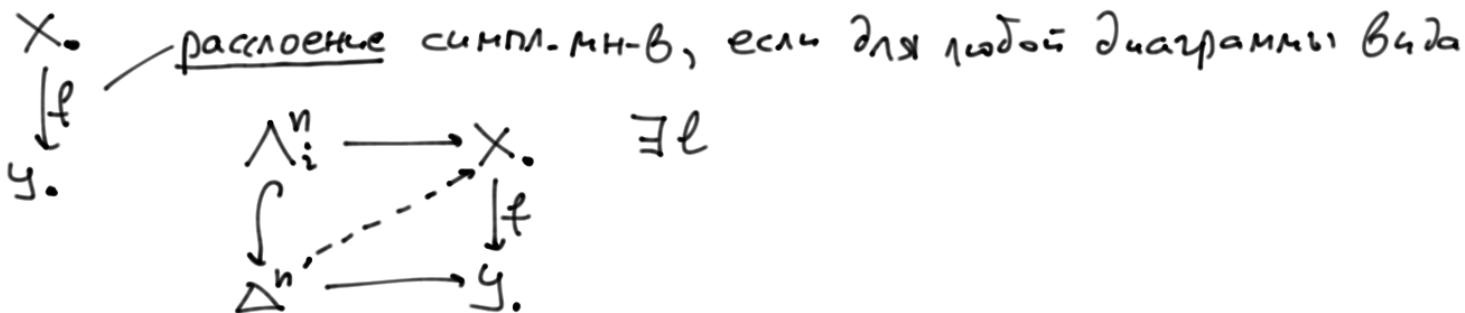 X. расслоение симпл. мн-в, если для любой диаграммы вида
f
Y.
Λⁿᵢ X. ∃ℓ
f
Δⁿ Y.